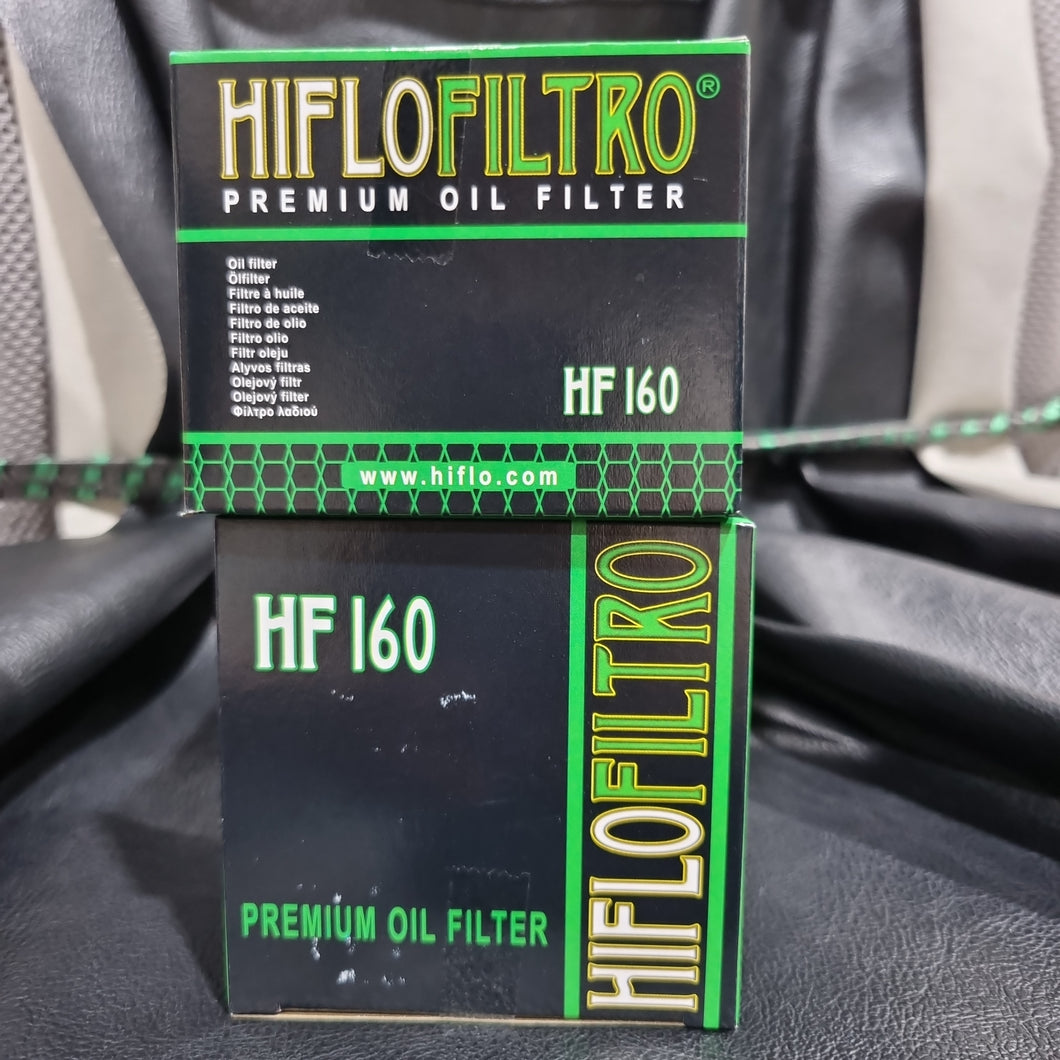 HIFLOFILTRO®
PREMIUM OIL FILTER
Oil filter
Ölfilter
Filtre à huile
Filtro de aceite
Filtro de olio
Filtro olio
Filtr oleju
Alyvos filtras
Olejový filtr
Olejový filter
Φίλτρο λαδιού
HF160
www.hiflo.com
HF160
PREMIUM OIL FILTER
HIFLOFILTRO